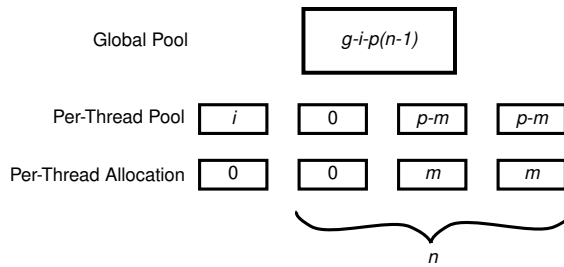 Global Pool g-i-p(n-1)
Per-Thread Pool i 0 p-m p-m
Per-Thread Allocation 0 0 m m
n